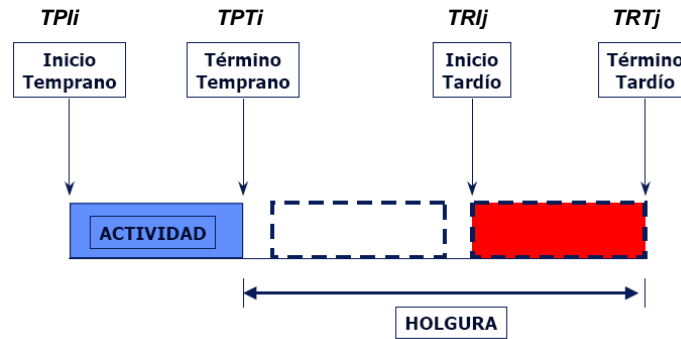 TPIi TPTi TRIj TRTj
Inicio
Temprano
Término
Temprano
Inicio
Tardío
Término
Tardío
ACTIVIDAD
HOLGURA